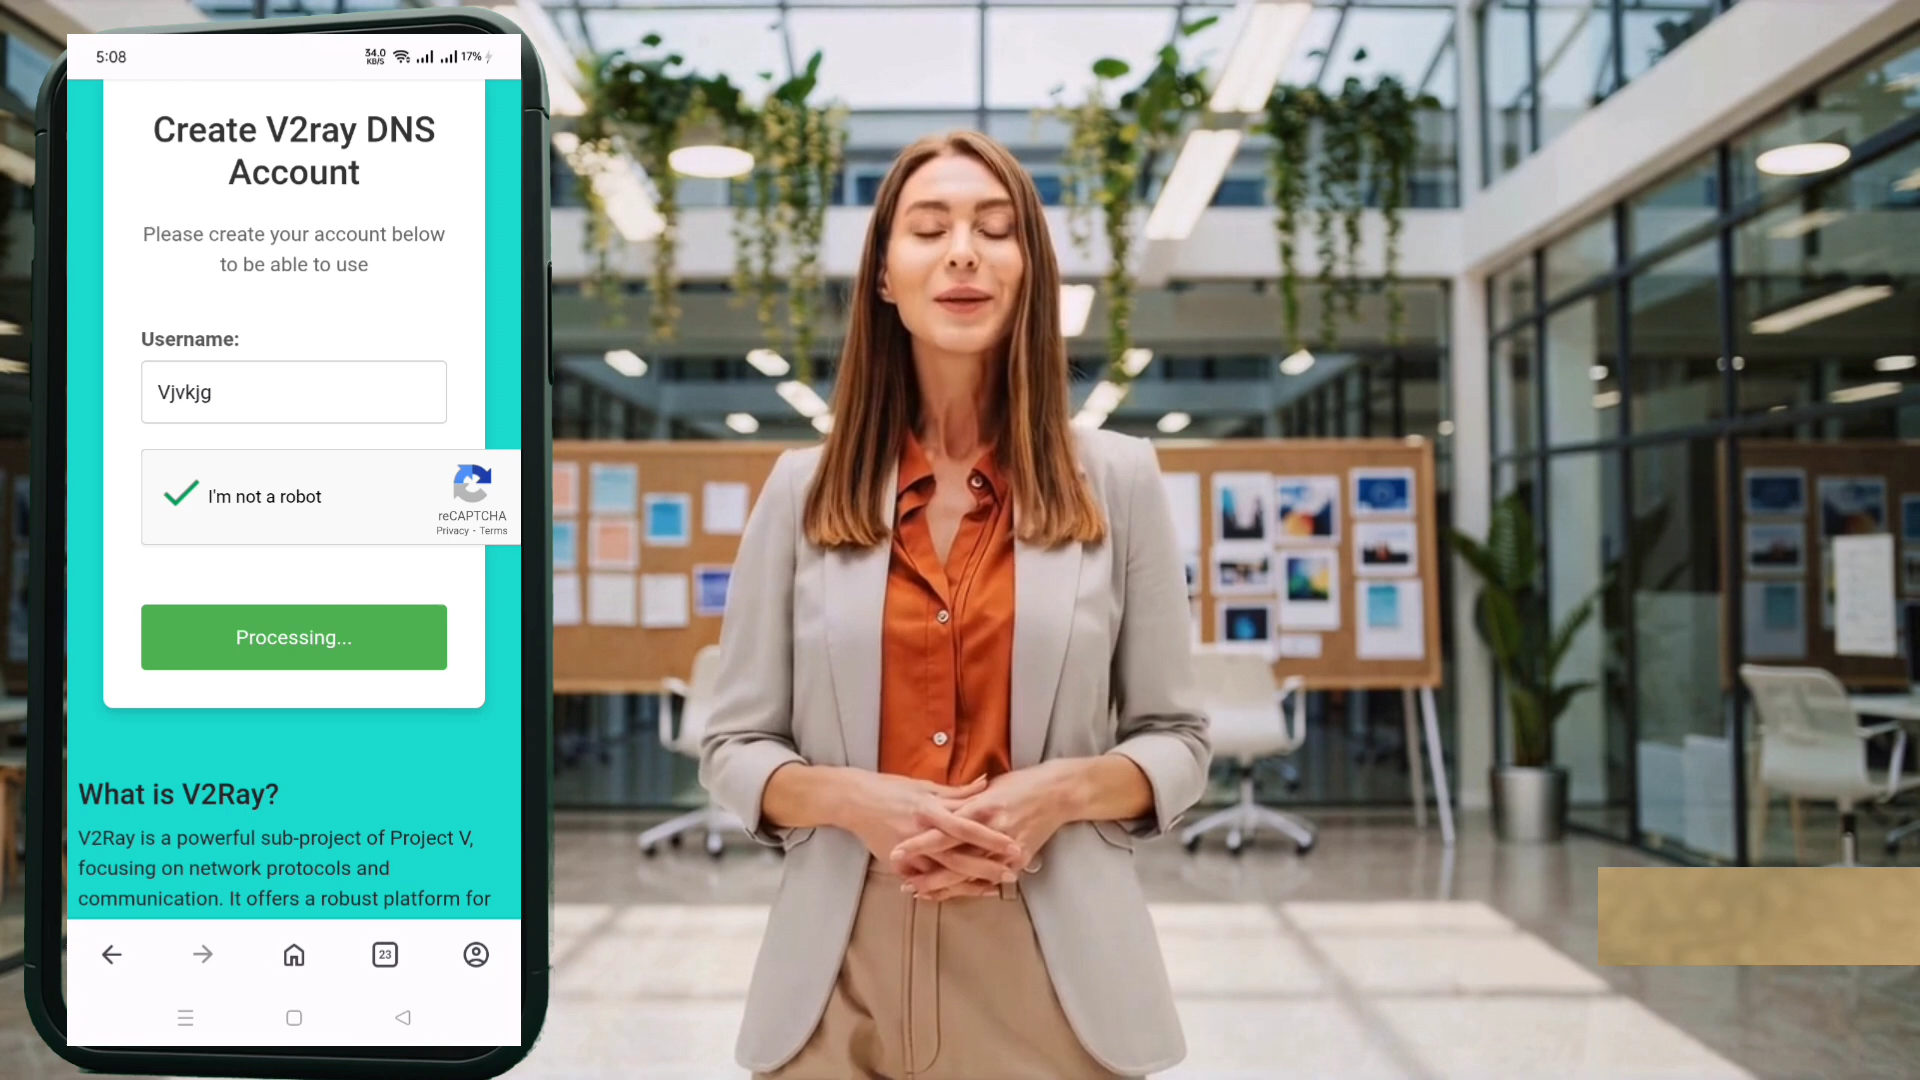 5:08
34.0
KB/S
17%
Create V2ray DNS
Account
Please create your account below
to be able to use
Username:
Vjvkjg
I'm not a robot
reCAPTCHA
Privacy - Terms
Processing...
What is V2Ray?
V2Ray is a powerful sub-project of Project V,
focusing on network protocols and
communication. It offers a robust platform for
23